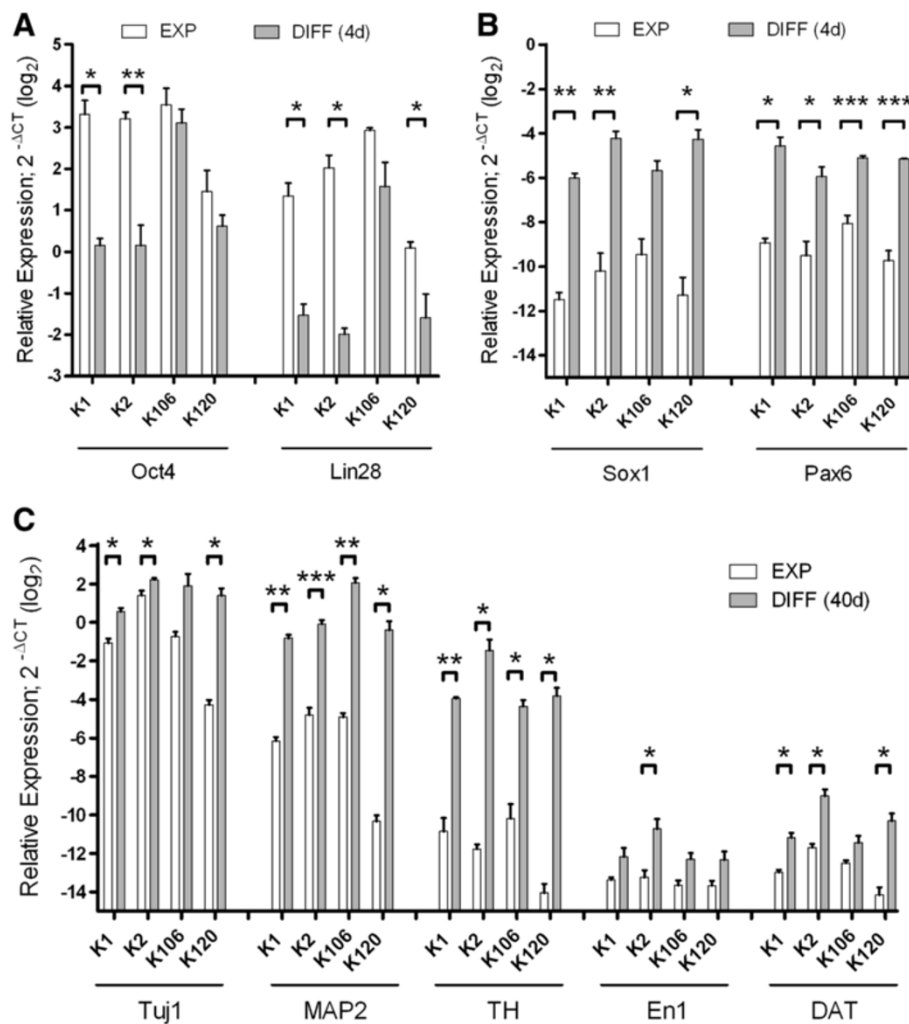 A
EXP DIFF (4d)
Relative Expression; 2 -ΔCT (log2)
5
4
3
2
1
0
-1
-2
-3
* ** * * *
K1 K2 K106 K120 K1 K2 K106 K120
Oct4 Lin28
B
EXP DIFF (4d)
Relative Expression; 2 -ΔCT (log2)
0
-2
-4
-6
-8
-10
-12
-14
** ** * * * *** ***
K1 K2 K106 K120 K1 K2 K106 K120
Sox1 Pax6
C
EXP
DIFF (40d)
Relative Expression; 2 -ΔCT (log2)
4
2
0
-2
-4
-6
-8
-10
-12
-14
* * * ** *** ** * ** * * * * * * *
K1 K2 K106 K120 K1 K2 K106 K120 K1 K2 K106 K120 K1 K2 K106 K120 K1 K2 K106 K120
Tuj1 MAP2 TH En1 DAT